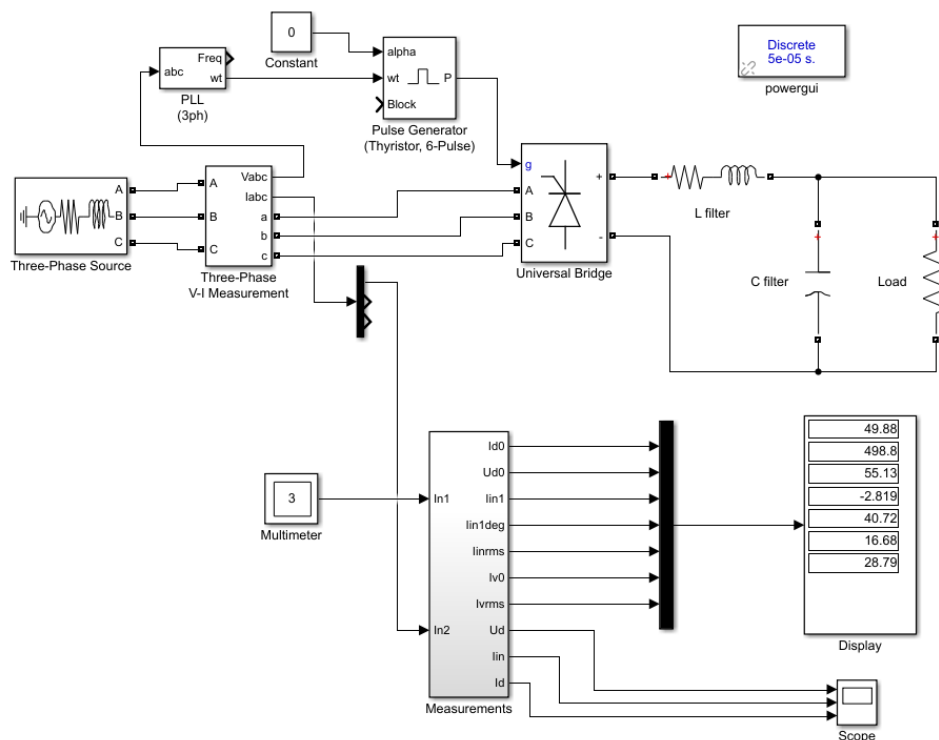 0
Constant
Discrete
5e-05 s.
powergui
abc
Freq
wt
PLL
(3ph)
alpha
wt
Block
P
Pulse Generator
(Thyristor, 6-Pulse)
A
B
C
Three-Phase Source
A
B
C
Vabc
Iabc
a
b
c
Three-Phase
V-I Measurement
g
A
B
C
+
-
Universal Bridge
+
L filter
+
C filter
+
Load
3
Multimeter
In1
In2
Id0
Ud0
Iin1
Iin1deg
Iinrms
Iv0
Ivrms
Ud
Iin
Id
Measurements
49.88
498.8
55.13
-2.819
40.72
16.68
28.79
Display
Scope